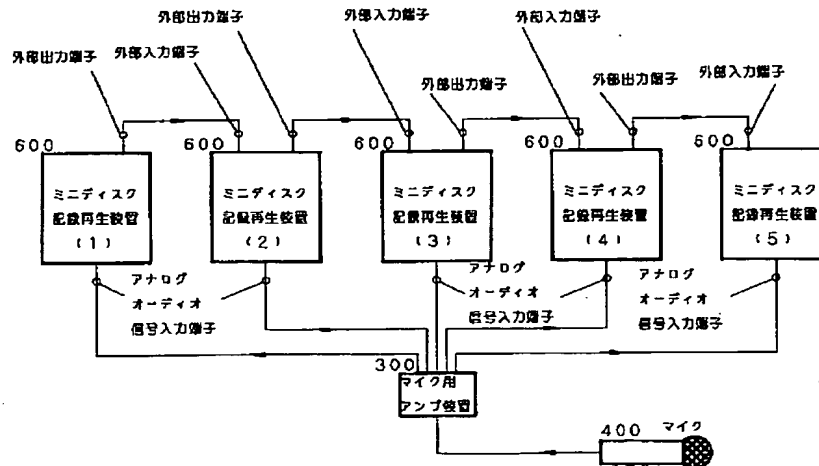 外部出力端子
外部入力端子
外部出力端子
外部入力端子
外部出力端子
外部入力端子
外部出力端子
外部入力端子
600
600
600
600
600
ミニディスク
記録再生装置
(1)
ミニディスク
記録再生装置
(2)
ミニディスク
記録再生装置
(3)
ミニディスク
記録再生装置
(4)
ミニディスク
記録再生装置
(5)
アナログ
オーディオ
信号入力端子
アナログ
オーディオ
信号入力端子
アナログ
オーディオ
信号入力端子
300
マイク用
アンプ装置
400
マイク